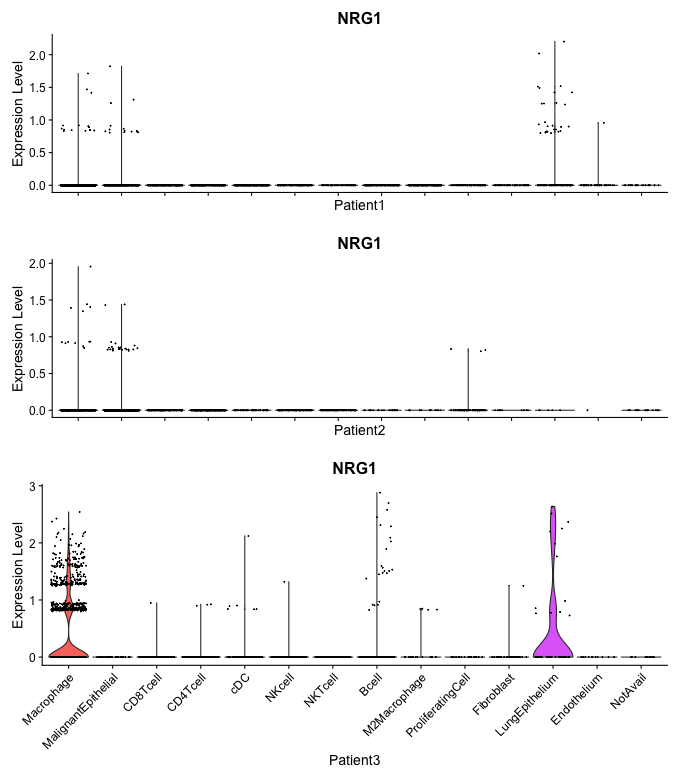 NRG1
Expression Level
2.0
1.5
1.0
0.5
0.0
Patient1
NRG1
Expression Level
2.0
1.5
1.0
0.5
0.0
Patient2
NRG1
Expression Level
3
2
1
0
Macrophage
MalignantEpithelial
CD8Tcell
CD4Tcell
cDC
NKcell
NKTcell
Bcell
M2Macrophage
ProliferatingCell
Fibroblast
LungEpithelium
Endothelium
NotAvail
Patient3